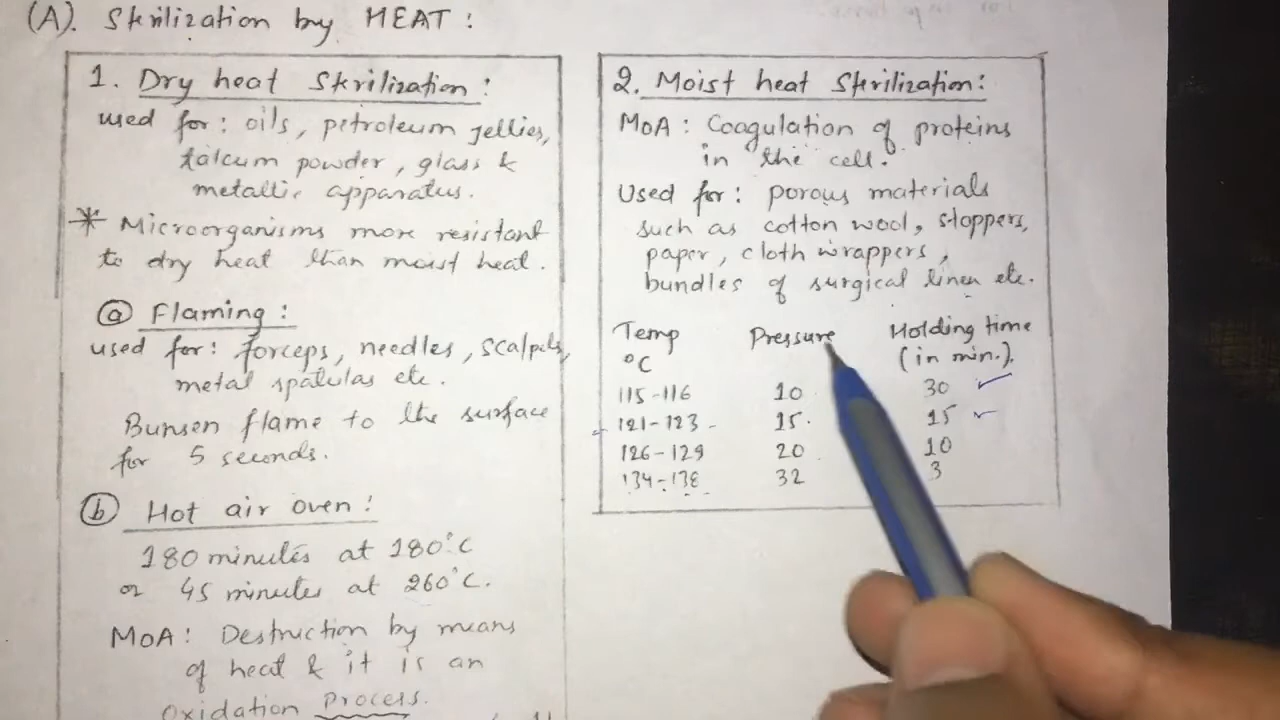 (A). Sterilization by HEAT :
1. Dry heat Sterilization :
used for : oils, petroleum jellies,
talcum powder, glass &
metallic apparatus.
* Microorganisms more resistant
to dry heat than moist heat.
ⓐ Flaming :
used for : forceps, needles, scalpels,
metal spatulas etc.
Bunsen flame to the surface
for 5 seconds.
ⓑ Hot air oven :
180 minutes at 180°C
or 45 minutes at 260°C.
MoA : Destruction by means
of heat & it is an
oxidation process.
2. Moist heat Sterilization :
MoA : Coagulation of proteins
in the cell.
Used for : porous materials
such as cotton wool, stoppers,
paper, cloth wrappers,
bundles of surgical linen etc.
Temp °C Pressure Holding time (in min.).
115-116 10 30 ✓
121-123 15 15 ✓
126-129 20 10
134-138 32 3